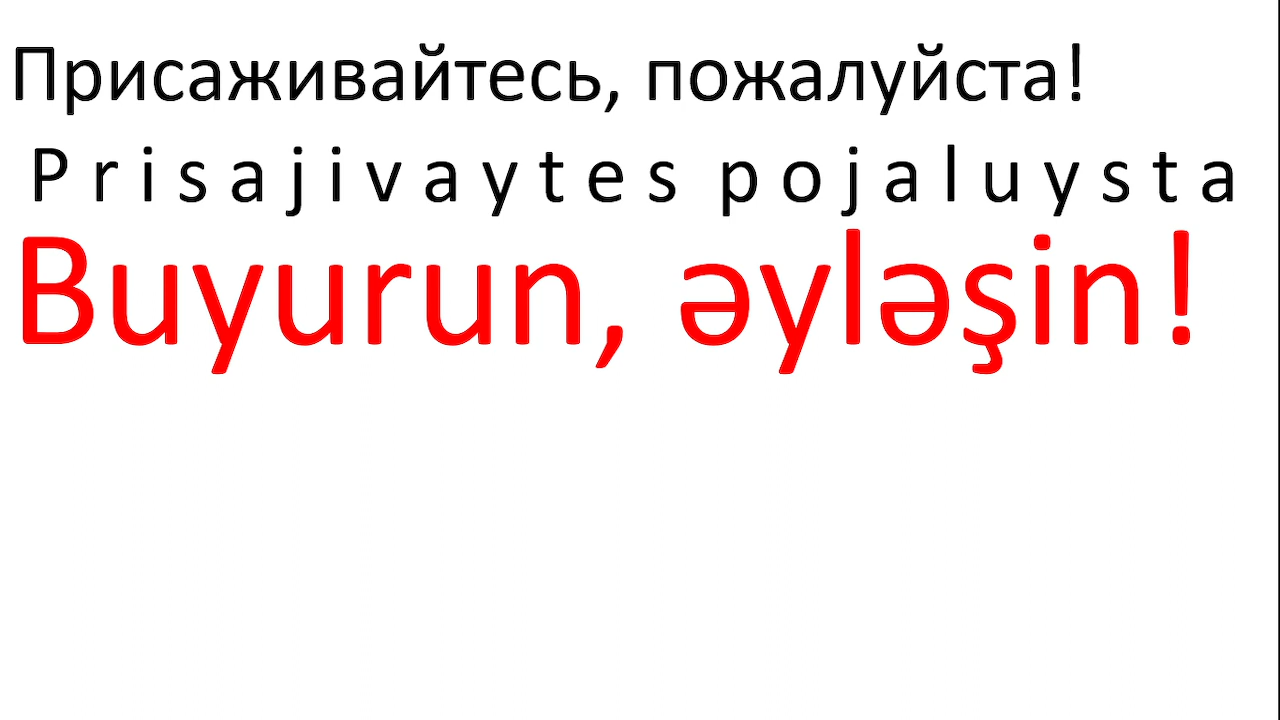 Присаживайтесь, пожалуйста!
P r i s a j i v a y t e s  p o j a l u y s t a
Buyurun, əyləşin!